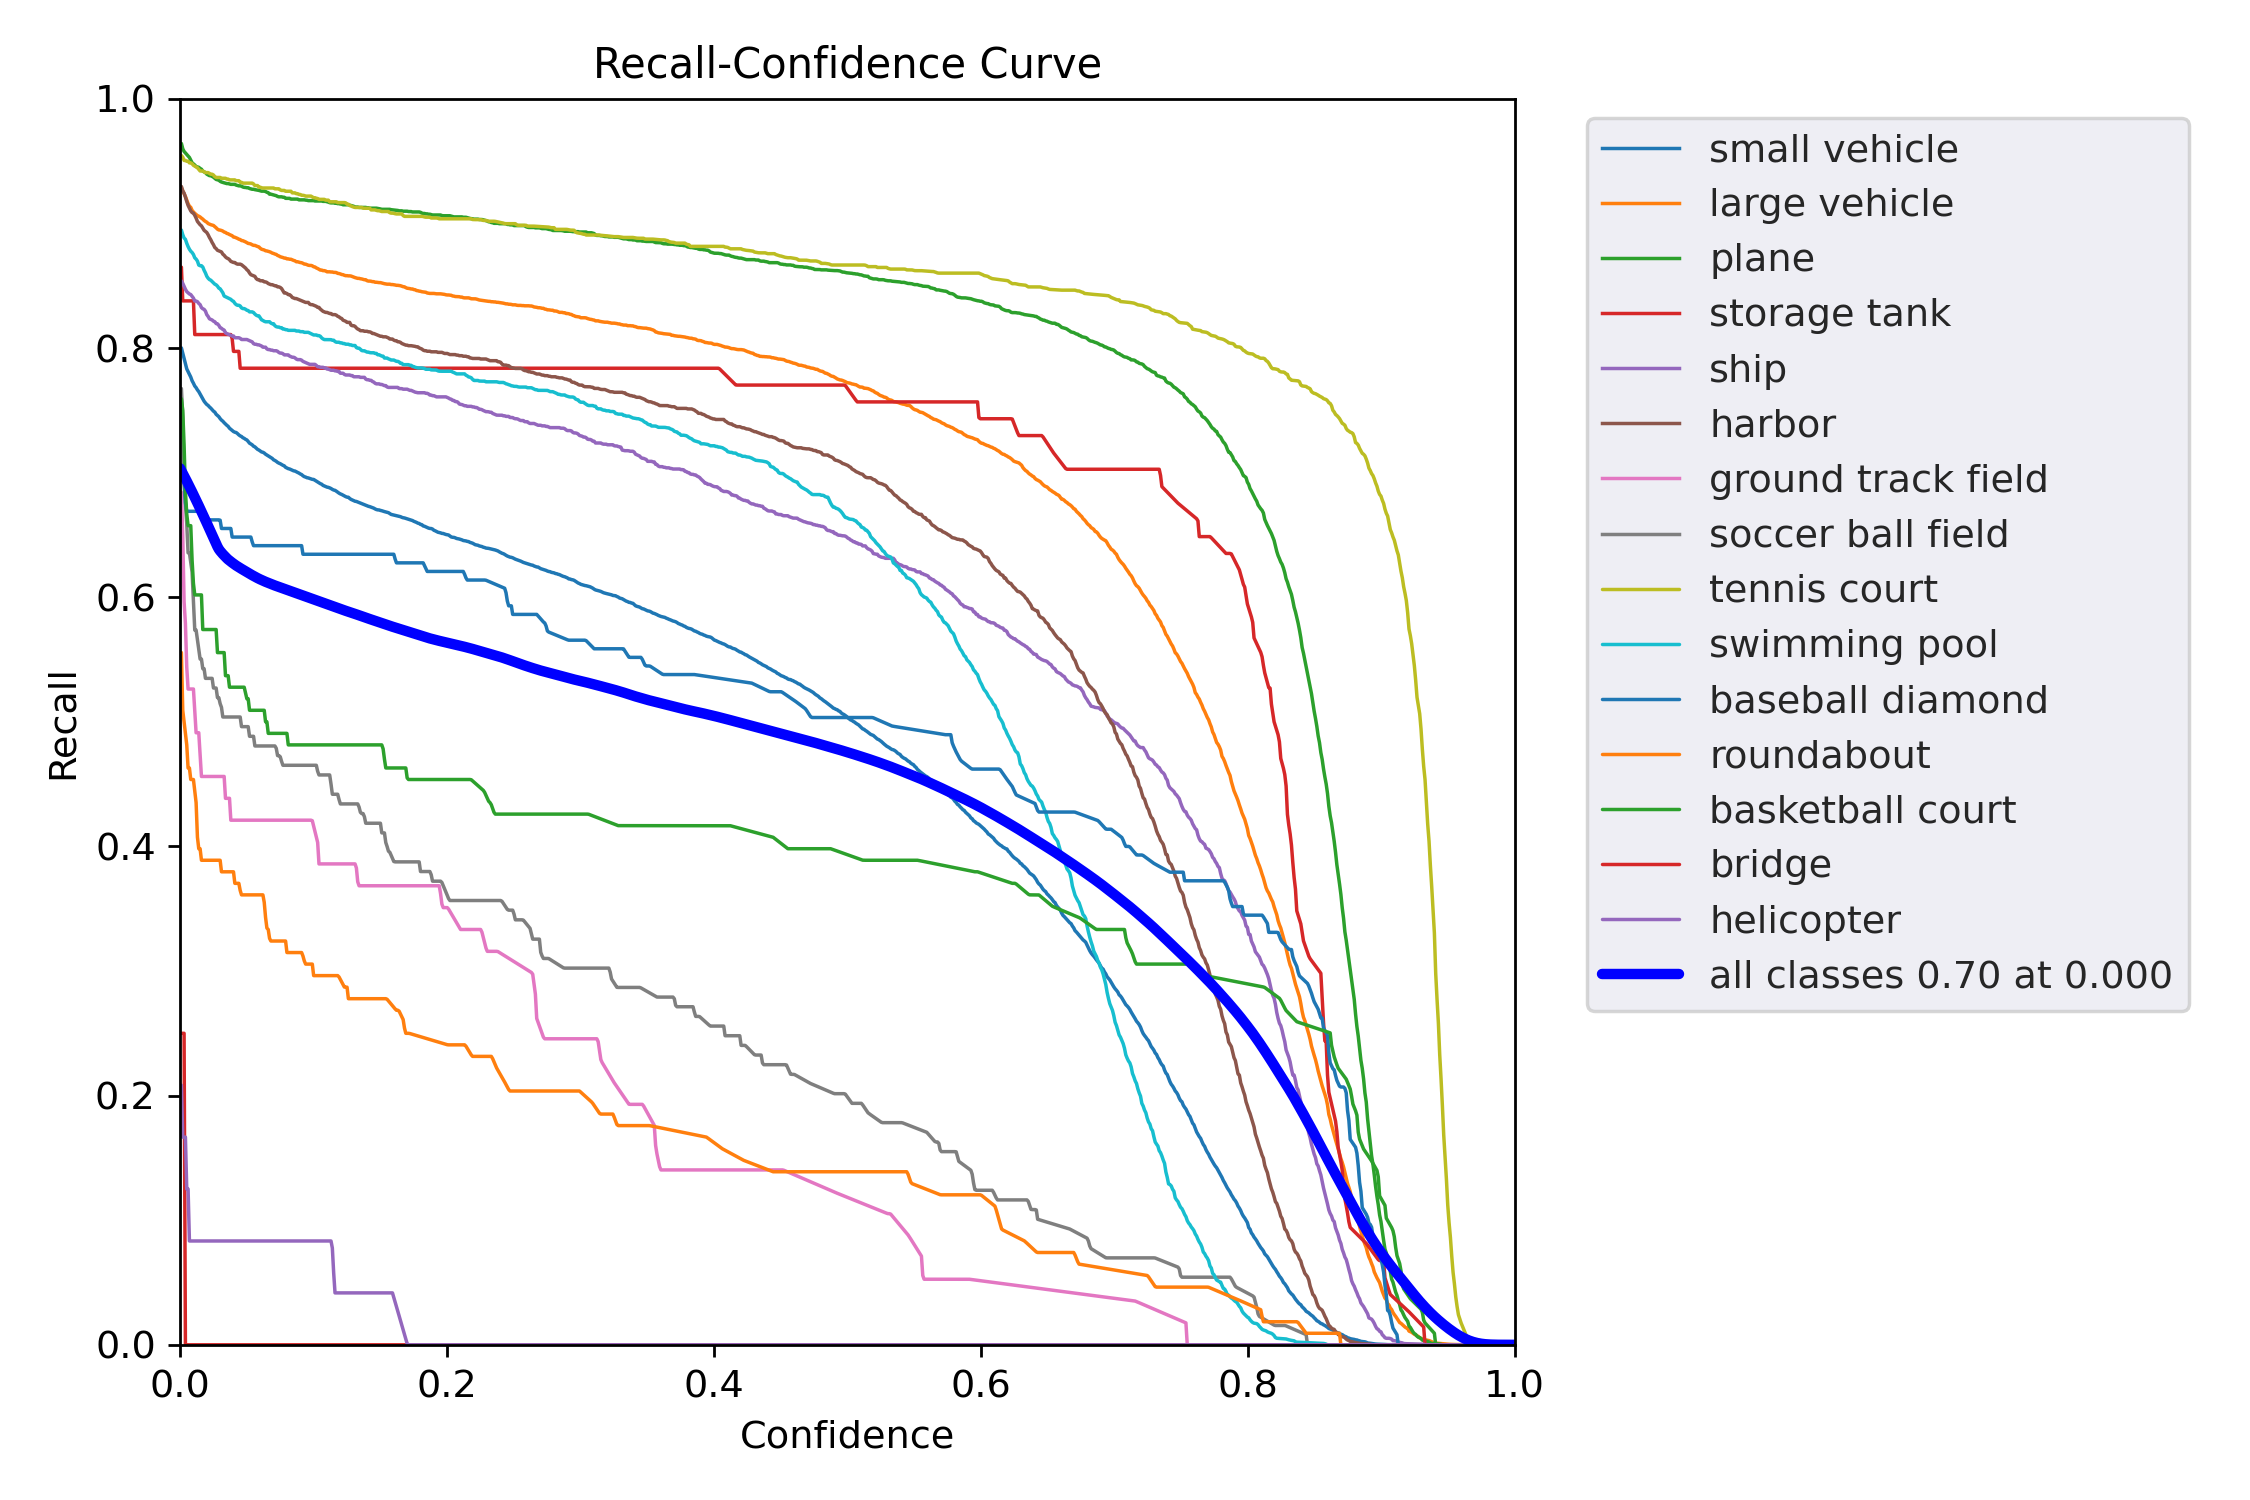 Recall-Confidence Curve
1.0
0.8
0.6
0.4
0.2
0.0
Recall
0.0 0.2 0.4 0.6 0.8 1.0
Confidence
small vehicle
large vehicle
plane
storage tank
ship
harbor
ground track field
soccer ball field
tennis court
swimming pool
baseball diamond
roundabout
basketball court
bridge
helicopter
all classes 0.70 at 0.000